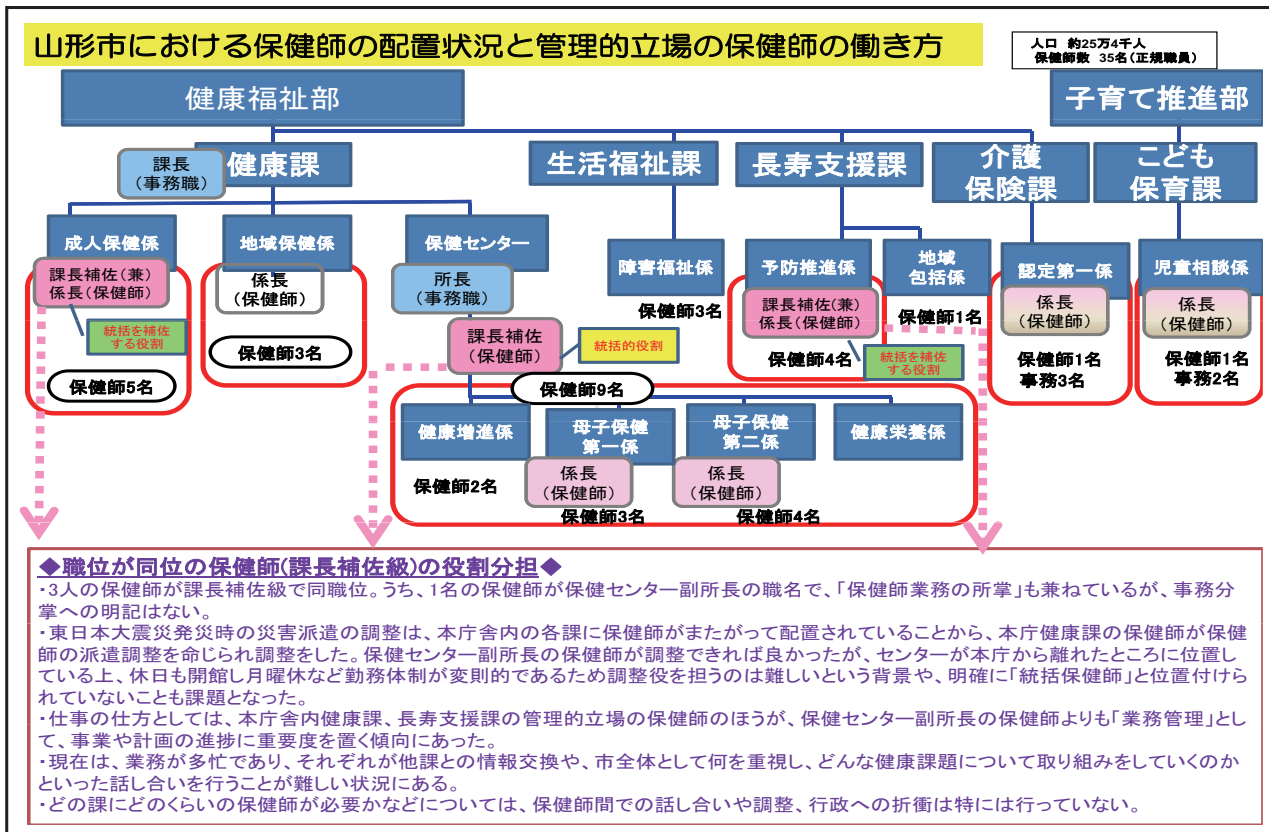 山形市における保健師の配置状況と管理的立場の保健師の働き方
人口 約25万4千人
保健師数 35名(正規職員)
健康福祉部
子育て推進部
課長
(事務職)
健康課
生活福祉課
長寿支援課
介護
保険課
こども
保育課
成人保健係
地域保健係
保健センター
障害福祉係
予防推進係
地域
包括係
認定第一係
児童相談係
課長補佐(兼)
係長(保健師)
統括を補佐
する役割
保健師5名
係長
(保健師)
保健師3名
所長
(事務職)
課長補佐
(保健師)
統括的役割
保健師9名
保健師3名
課長補佐(兼)
係長(保健師)
保健師4名
統括を補佐
する役割
保健師1名
係長
(保健師)
保健師1名
事務3名
係長
(保健師)
保健師1名
事務2名
健康増進係
母子保健
第一係
母子保健
第二係
健康栄養係
保健師2名
係長
(保健師)
保健師3名
係長
(保健師)
保健師4名
◆職位が同位の保健師(課長補佐級)の役割分担◆
・3人の保健師が課長補佐級で同職位。うち、1名の保健師が保健センター副所長の職名で、「保健師業務の所掌」も兼ねているが、事務分
掌への明記はない。
・東日本大震災発災時の災害派遣の調整は、本庁舎内の各課に保健師がまたがって配置されていることから、本庁健康課の保健師が保健
師の派遣調整を命じられ調整をした。保健センター副所長の保健師が調整できれば良かったが、センターが本庁から離れたところに位置し
ている上、休日も開館し月曜休など勤務体制が変則的であるため調整役を担うのは難しいという背景や、明確に「統括保健師」と位置付けら
れていないことも課題となった。
・仕事の仕方としては、本庁舎内健康課、長寿支援課の管理的立場の保健師のほうが、保健センター副所長の保健師よりも「業務管理」とし
て、事業や計画の進捗に重要度を置く傾向にあった。
・現在は、業務が多忙であり、それぞれが他課との情報交換や、市全体として何を重視し、どんな健康課題について取り組みをしていくのか
といった話し合いを行うことが難しい状況にある。
・どの課にどのくらいの保健師が必要かなどについては、保健師間での話し合いや調整、行政への折衝は特には行っていない。